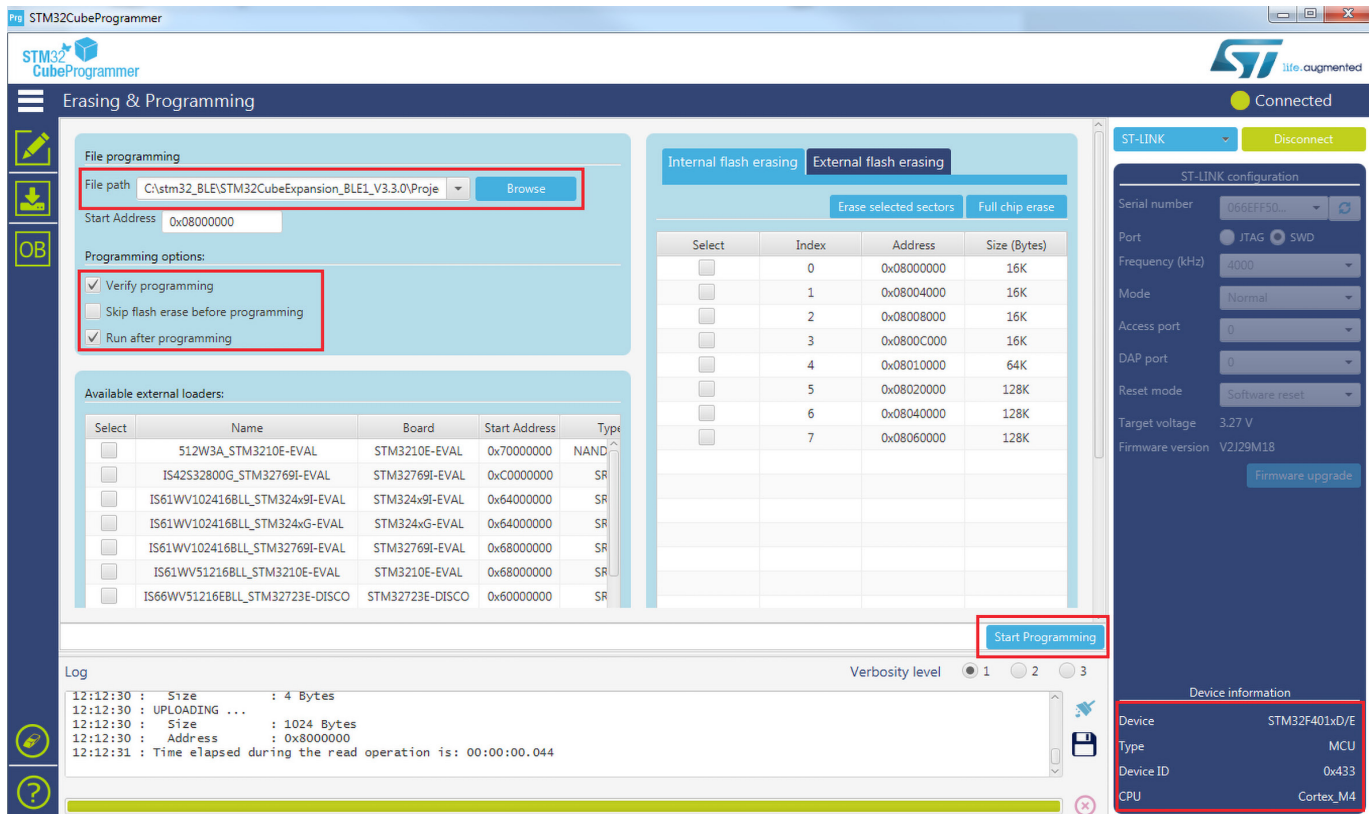 Prg STM32CubeProgrammer
STM32
CubeProgrammer
ST life.augmented
Erasing & Programming
Connected
File programming
File path C:\stm32_BLE\STM32CubeExpansion_BLE1_V3.3.0\Proje Browse
Start Address 0x08000000
Programming options:
Verify programming
Skip flash erase before programming
Run after programming
Available external loaders:
Select Name Board Start Address Type
512W3A_STM3210E-EVAL STM3210E-EVAL 0x70000000 NAND
IS42S32800G_STM32769I-EVAL STM32769I-EVAL 0xC0000000 SR
IS61WV102416BLL_STM324x9I-EVAL STM324x9I-EVAL 0x64000000 SR
IS61WV102416BLL_STM324xG-EVAL STM324xG-EVAL 0x64000000 SR
IS61WV102416BLL_STM32769I-EVAL STM32769I-EVAL 0x68000000 SR
IS61WV51216BLL_STM3210E-EVAL STM3210E-EVAL 0x68000000 SR
IS66WV51216EBLL_STM32723E-DISCO STM32723E-DISCO 0x60000000 SR
Internal flash erasing External flash erasing
Erase selected sectors Full chip erase
Select Index Address Size (Bytes)
0 0x08000000 16K
1 0x08004000 16K
2 0x08008000 16K
3 0x0800C000 16K
4 0x08010000 64K
5 0x08020000 128K
6 0x08040000 128K
7 0x08060000 128K
Start Programming
Log
Verbosity level 1 2 3
12:12:30 : Size : 4 Bytes
12:12:30 : UPLOADING ...
12:12:30 : Size : 1024 Bytes
12:12:30 : Address : 0x8000000
12:12:31 : Time elapsed during the read operation is: 00:00:00.044
OB
?
ST-LINK Disconnect
ST-LINK configuration
Serial number 066EFF50...
Port JTAG SWD
Frequency (kHz) 4000
Mode Normal
Access port 0
DAP port 0
Reset mode Software reset
Target voltage 3.27 V
Firmware version V2J29M18
Firmware upgrade
Device information
Device STM32F401xD/E
Type MCU
Device ID 0x433
CPU Cortex_M4